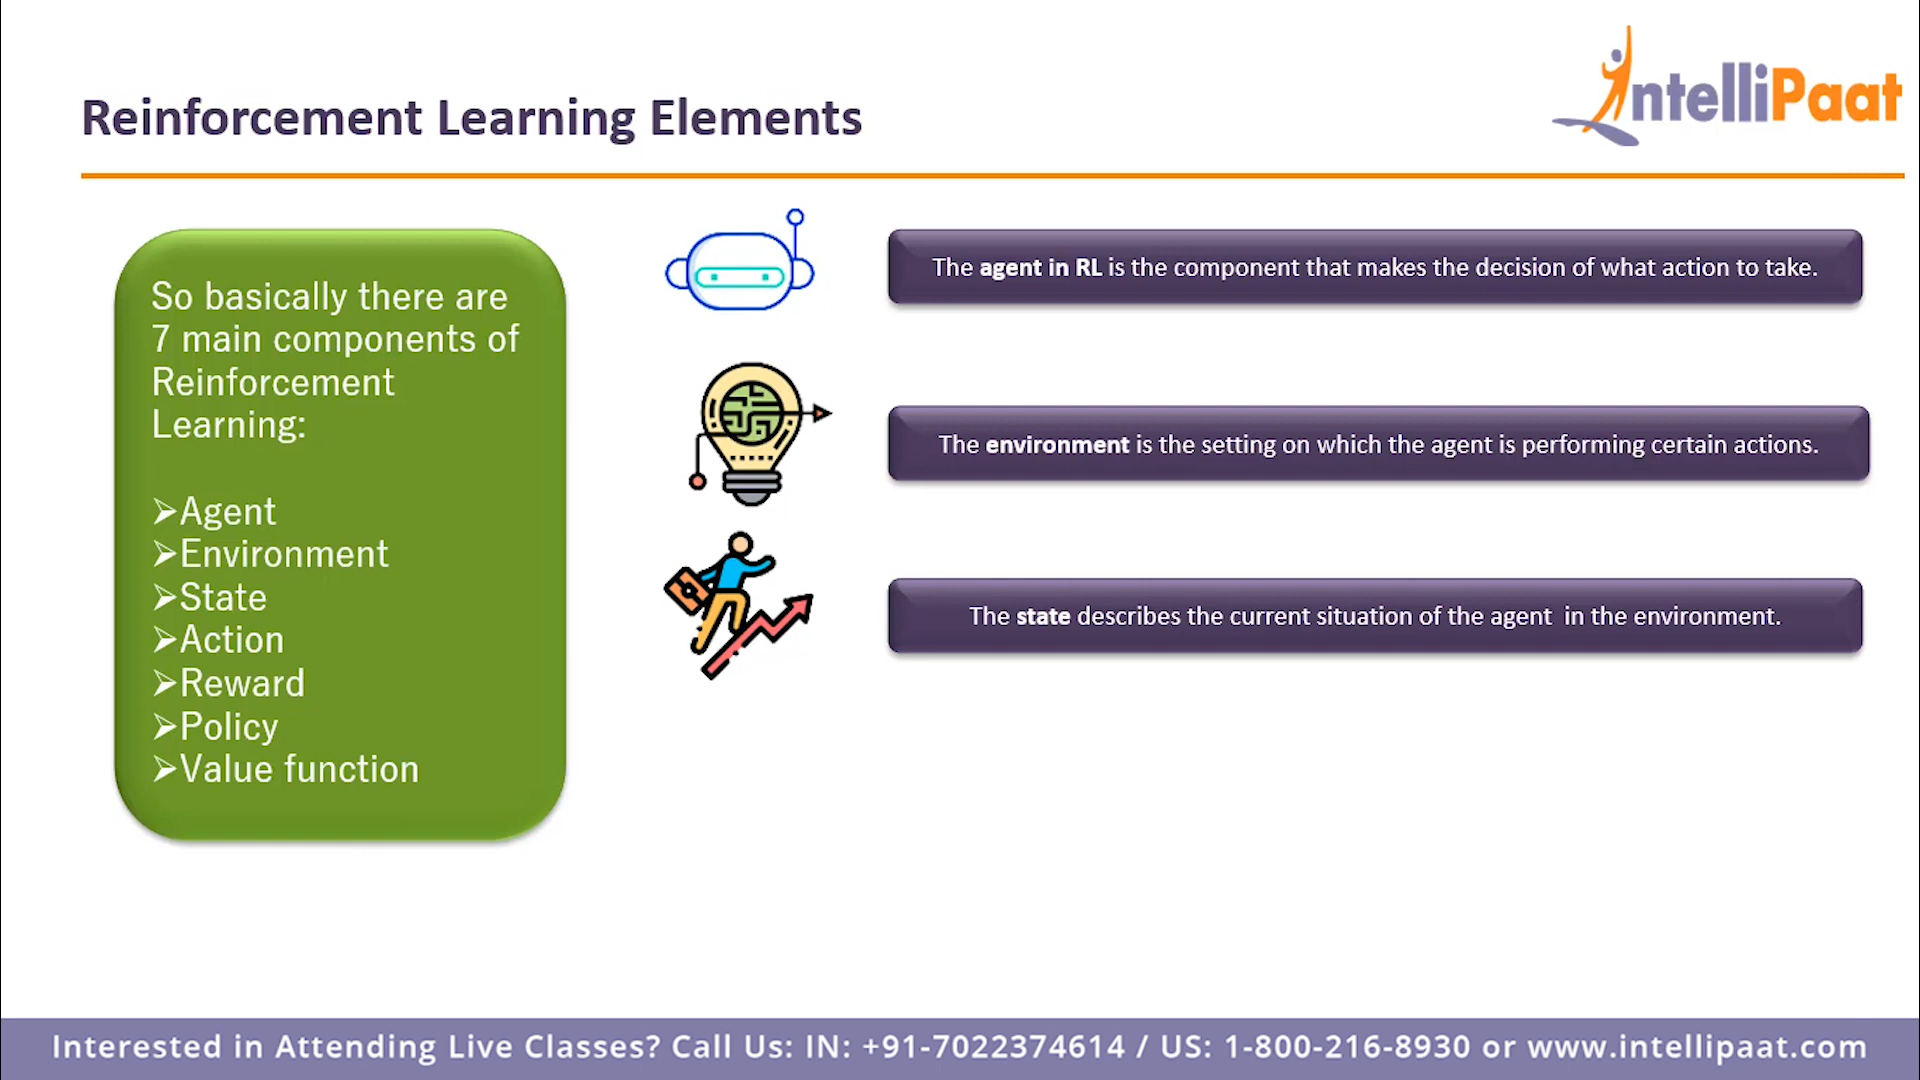 IntelliPaat
Reinforcement Learning Elements
So basically there are
7 main components of
Reinforcement
Learning:
➢Agent
➢Environment
➢State
➢Action
➢Reward
➢Policy
➢Value function
The agent in RL is the component that makes the decision of what action to take.
The environment is the setting on which the agent is performing certain actions.
The state describes the current situation of the agent in the environment.
Interested in Attending Live Classes? Call Us: IN: +91-7022374614 / US: 1-800-216-8930 or www.intellipaat.com